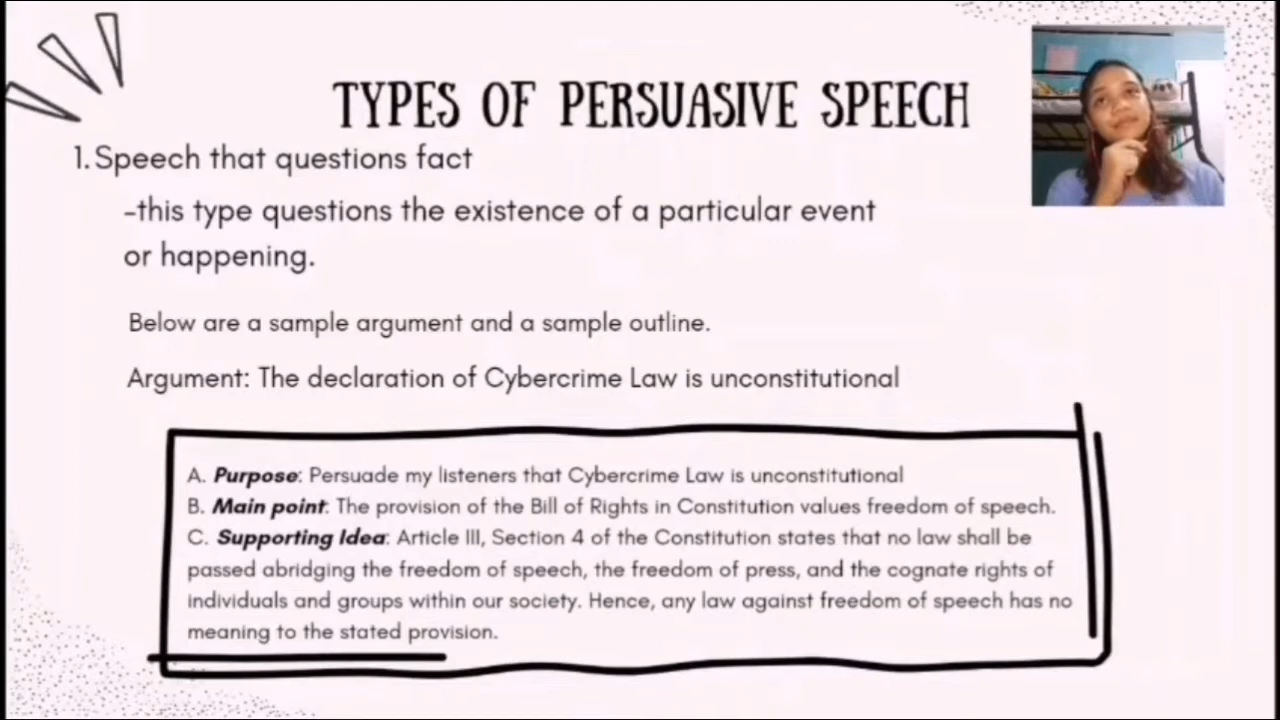 TYPES OF PERSUASIVE SPEECH
1. Speech that questions fact
-this type questions the existence of a particular event
or happening.
Below are a sample argument and a sample outline.
Argument: The declaration of Cybercrime Law is unconstitutional
A. Purpose: Persuade my listeners that Cybercrime Law is unconstitutional
B. Main point: The provision of the Bill of Rights in Constitution values freedom of speech.
C. Supporting Idea: Article III, Section 4 of the Constitution states that no law shall be
passed abridging the freedom of speech, the freedom of press, and the cognate rights of
individuals and groups within our society. Hence, any law against freedom of speech has no
meaning to the stated provision.